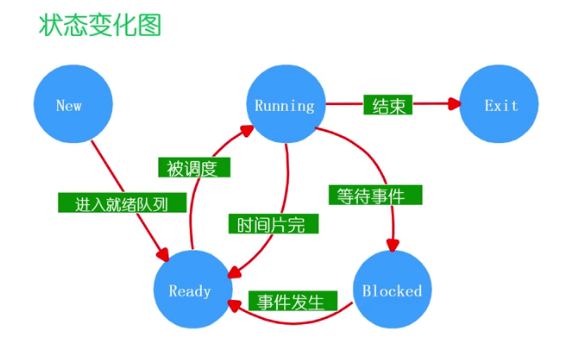 状态变化图
New
Running
结束
Exit
被调度
进入就绪队列
等待事件
时间片完
Ready
事件发生
Blocked